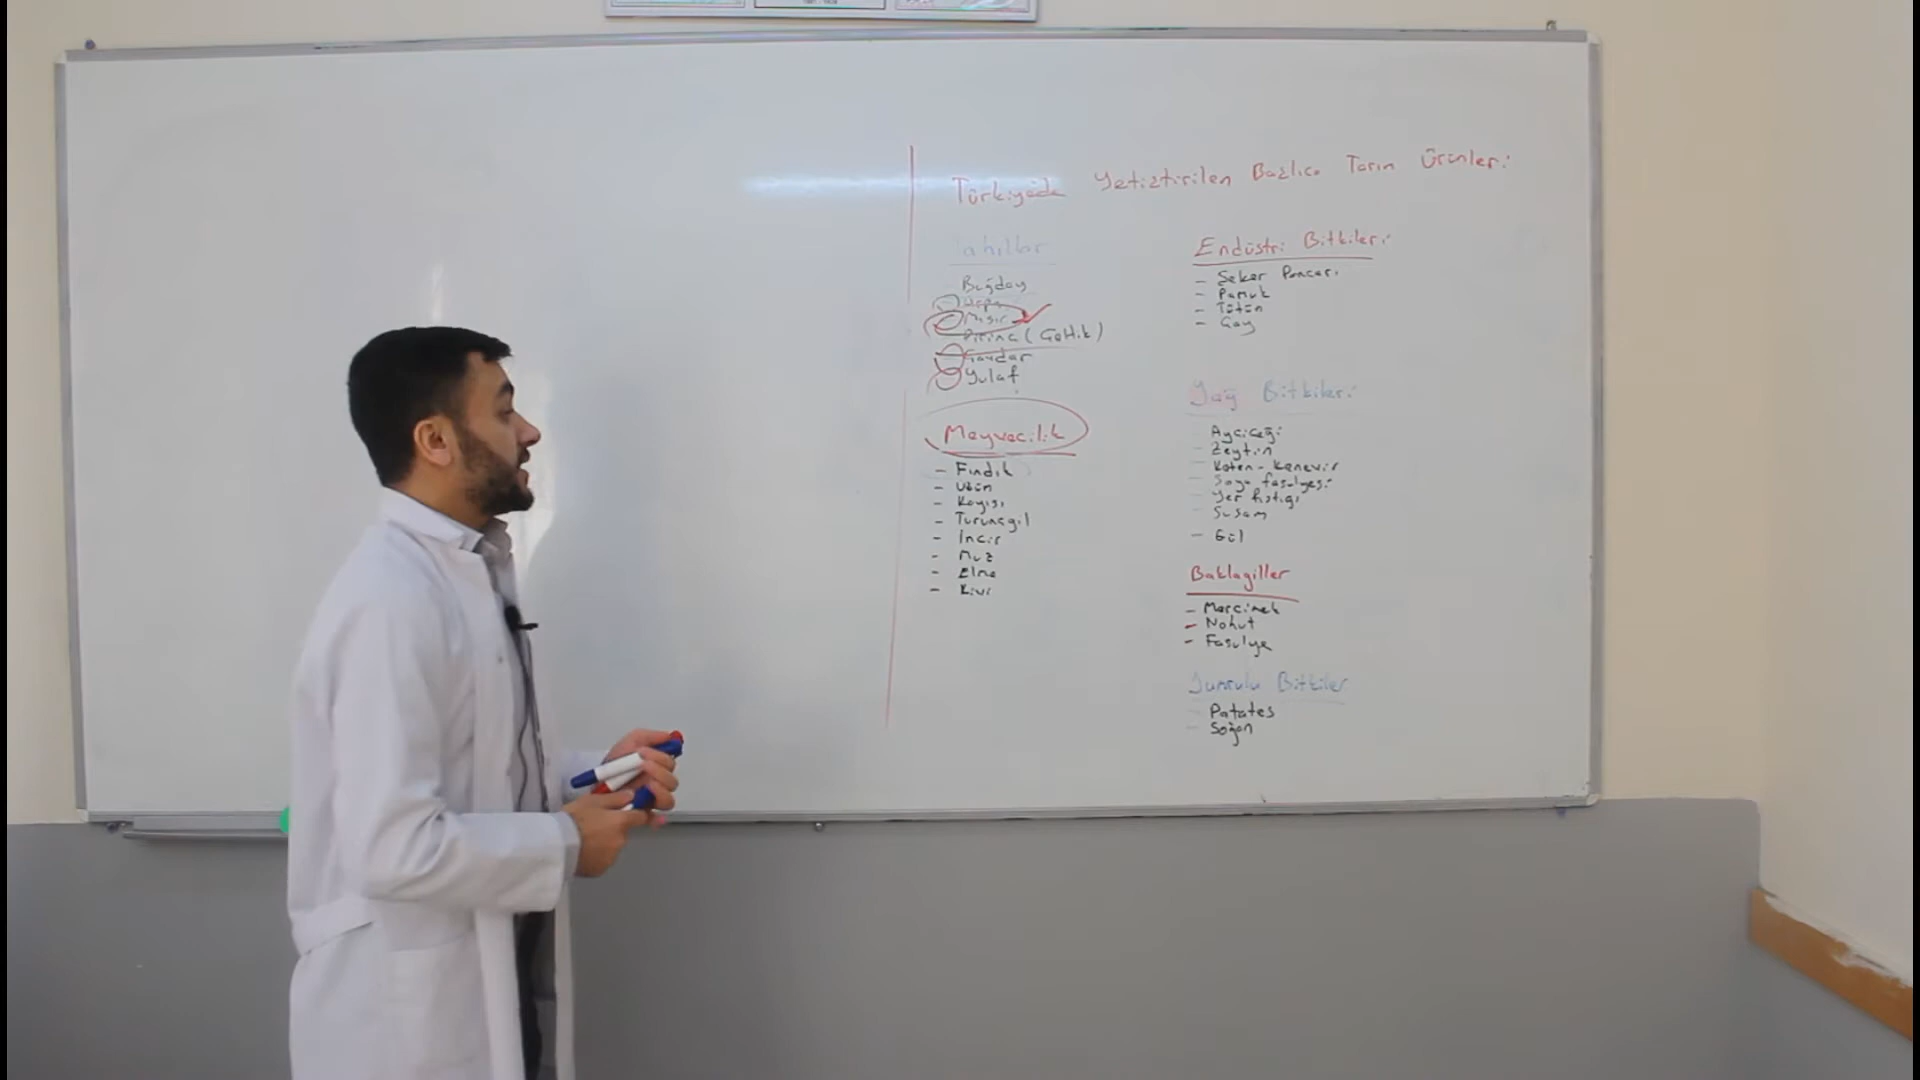 Türkiyede Yetiştirilen Başlıca Tarım Ürünleri
Tahıllar
Buğday
Arpa
Mısır
Pirinç (Çeltik)
Çavdar
Yulaf
Meyvecilik
- Fındık
- Üzüm
- Kayısı
- Turunçgil
- İncir
- Muz
- Elma
- Kivi
Endüstri Bitkileri
- Şeker Pancarı
- Pamuk
- Tütün
- Çay
Yağ Bitkileri
- Ayçiçeği
- Zeytin
- Keten - Kenevir
- Soya fasulyesi
- Yer fıstığı
- Susam
- Gül
Baklagiller
- Mercimek
- Nohut
- Fasulye
Yumrulu Bitkiler
- Patates
- Soğan